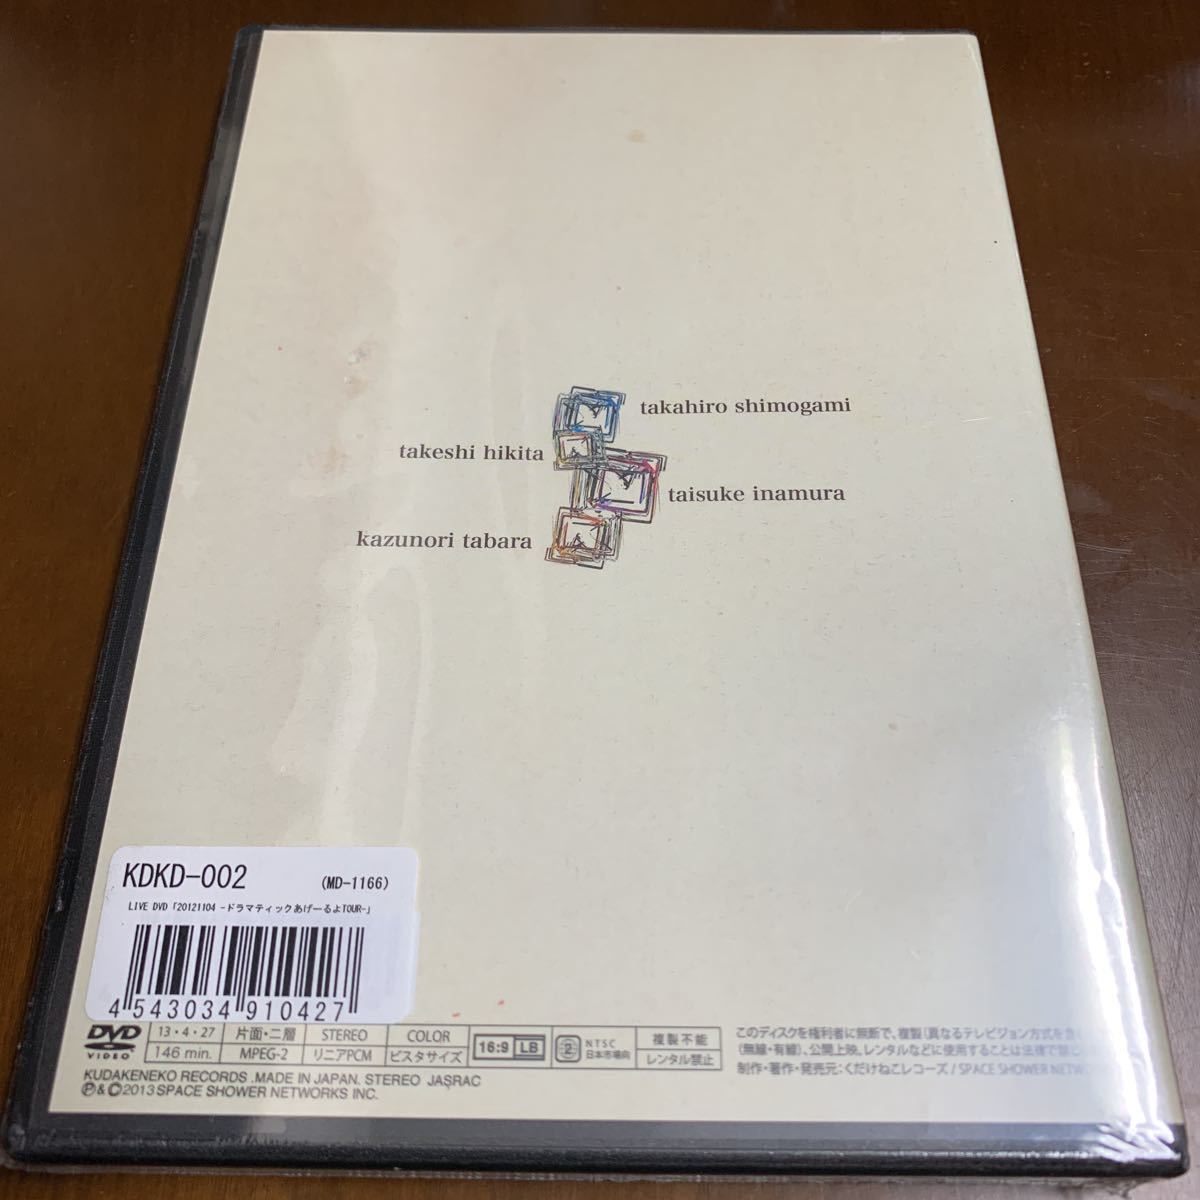 takahiro shimogami
takeshi hikita
taisuke inamura
kazunori tabara
KDKD-002 (MD-1166)
LIVE DVD「20121104 -ドラマティックあげーるよTOUR-」
4 543034 910427
DVD VIDEO
13・4・27 片面・二層 STEREO COLOR 16:9 LB 2 NTSC 日本市場向 複製不能
146 min. MPEG-2 リニアPCM ビスタサイズ レンタル禁止
このディスクを権利者に無断で、複製(異なるテレビジョン方式を含
(無線・有線)、公開上映、レンタルなどに使用することは法律で禁じ
制作・著作・発売元:くだけねこレコーズ/SPACE SHOWER NETW
KUDAKENEKO RECORDS .MADE IN JAPAN. STEREO JASRAC
Ⓟ&©2013SPACE SHOWER NETWORKS INC.